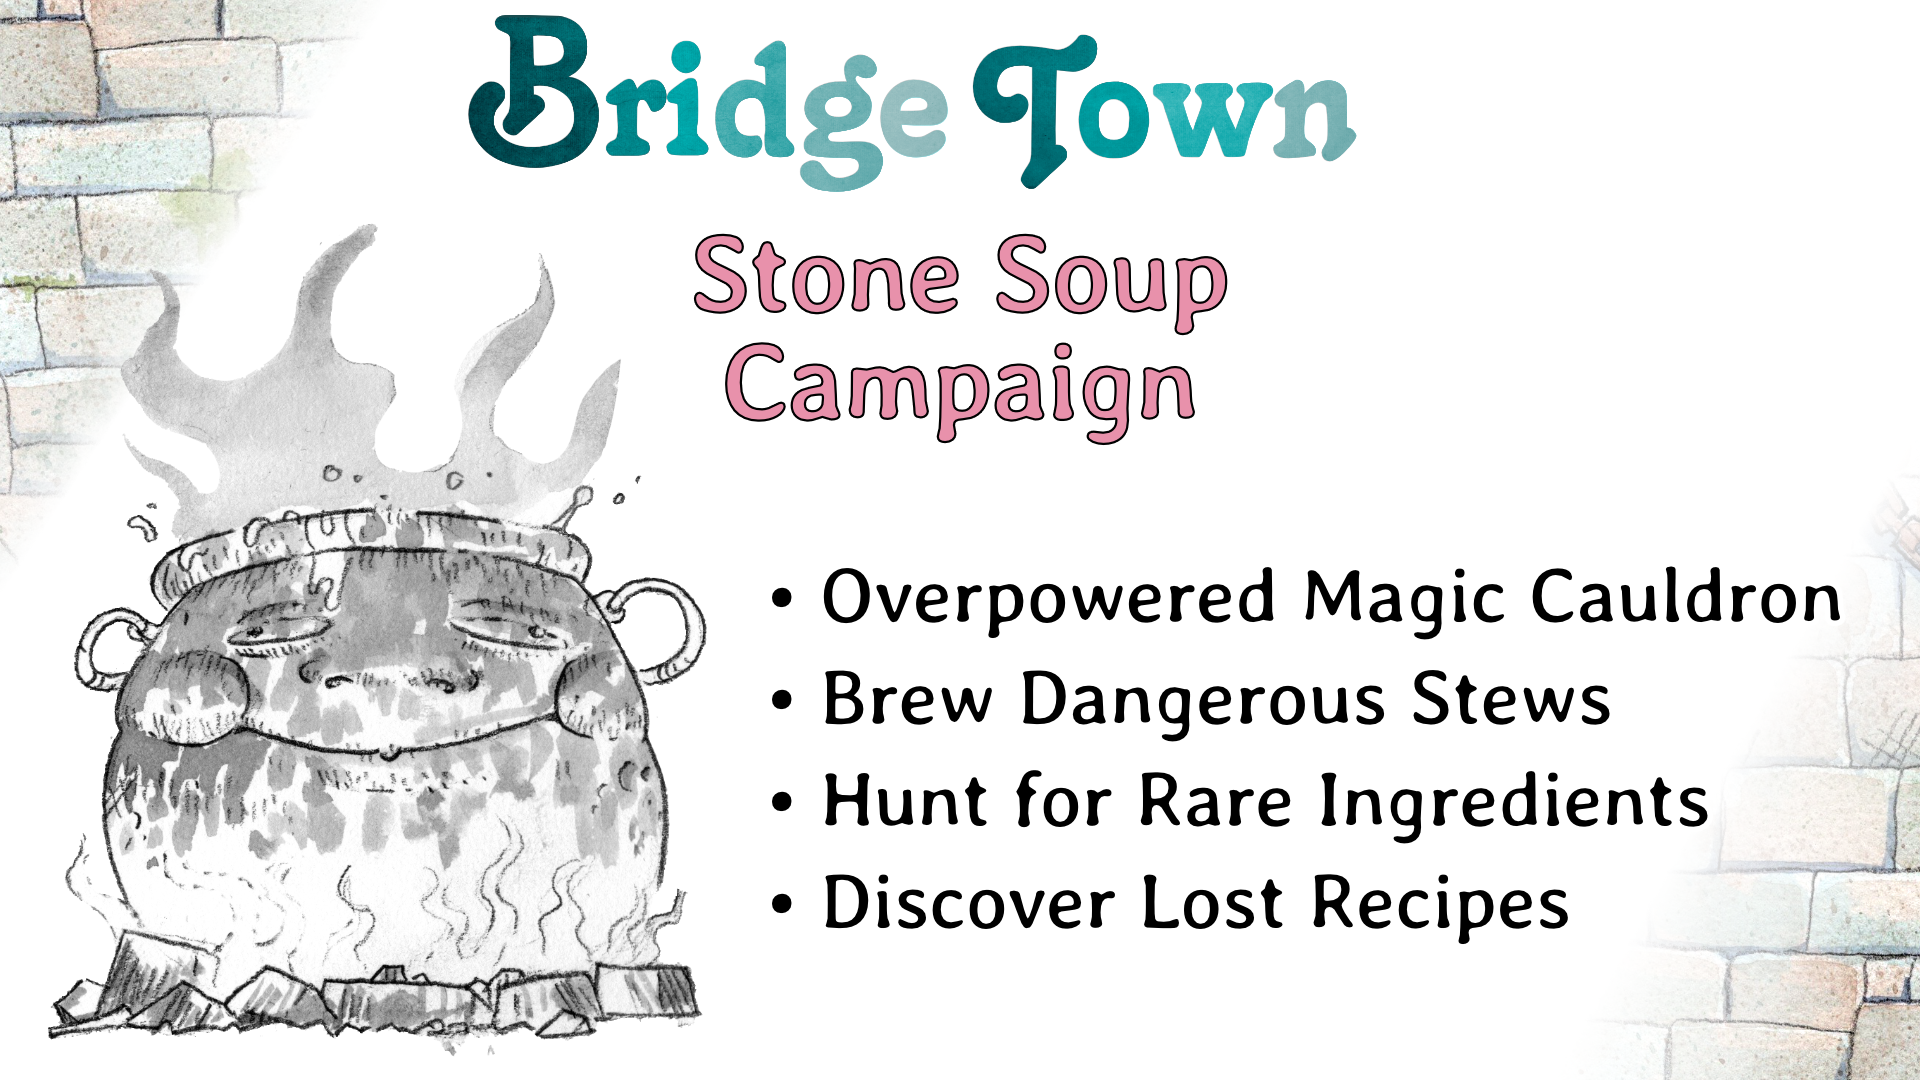 Bridge Town
Stone Soup
Campaign
• Overpowered Magic Cauldron
• Brew Dangerous Stews
• Hunt for Rare Ingredients
• Discover Lost Recipes